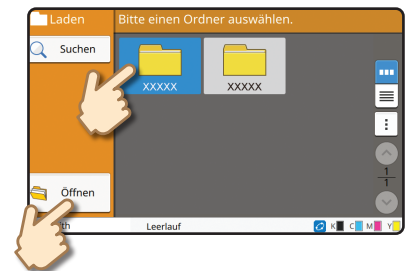 Laden
Bitte einen Ordner auswählen.
Suchen
XXXXX
XXXXX
1
1
Öffnen
Leerlauf
K
C
M
Y